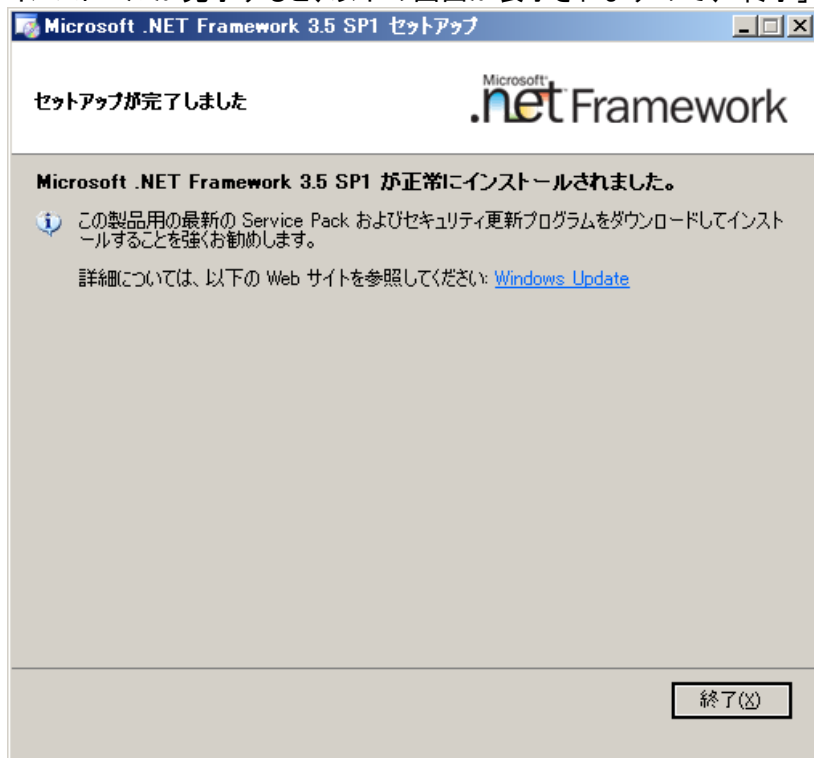 Microsoft .NET Framework 3.5 SP1 セットアップ
セットアップが完了しました
Microsoft
.net Framework
Microsoft .NET Framework 3.5 SP1 が正常にインストールされました。
この製品用の最新の Service Pack およびセキュリティ更新プログラムをダウンロードしてインスト
ールすることを強くお勧めします。
詳細については、以下の Web サイトを参照してください: Windows Update
終了(X)